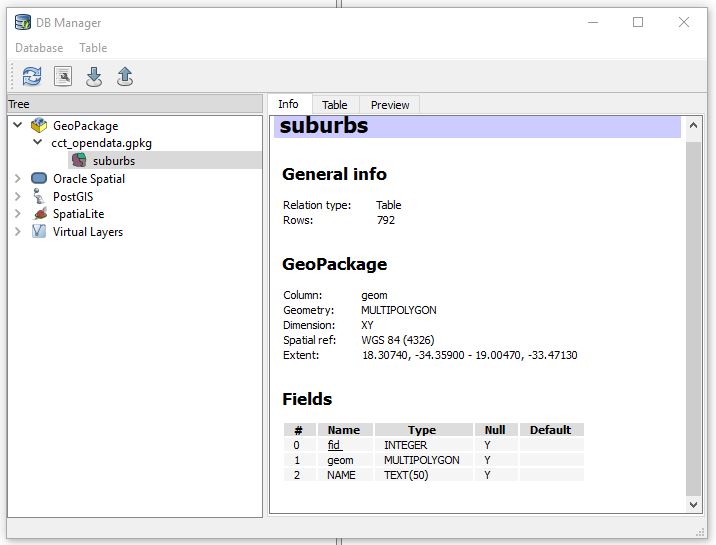 DB Manager
Database Table
Tree
GeoPackage
cct_opendata.gpkg
suburbs
Oracle Spatial
PostGIS
SpatiaLite
Virtual Layers
Info Table Preview
suburbs
General info
Relation type: Table
Rows: 792
GeoPackage
Column: geom
Geometry: MULTIPOLYGON
Dimension: XY
Spatial ref: WGS 84 (4326)
Extent: 18.30740, -34.35900 - 19.00470, -33.47130
Fields
# Name Type Null Default
0 fid INTEGER Y
1 geom MULTIPOLYGON Y
2 NAME TEXT(50) Y